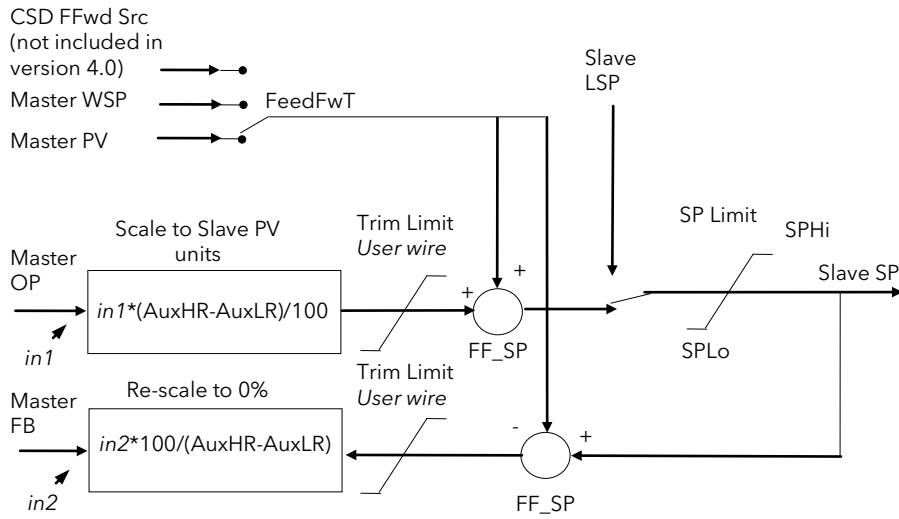 CSD FFwd Src
(not included in
version 4.0)
Master WSP
FeedFwT
Master PV
Slave
LSP
Scale to Slave PV
units
Trim Limit
User wire
SP Limit
SPHi
Master
OP
Slave SP
in1*(AuxHR-AuxLR)/100
+
+
in1
FF_SP
SPLo
Re-scale to 0%
Trim Limit
User wire
Master
FB
in2*100/(AuxHR-AuxLR)
-
+
in2
FF_SP